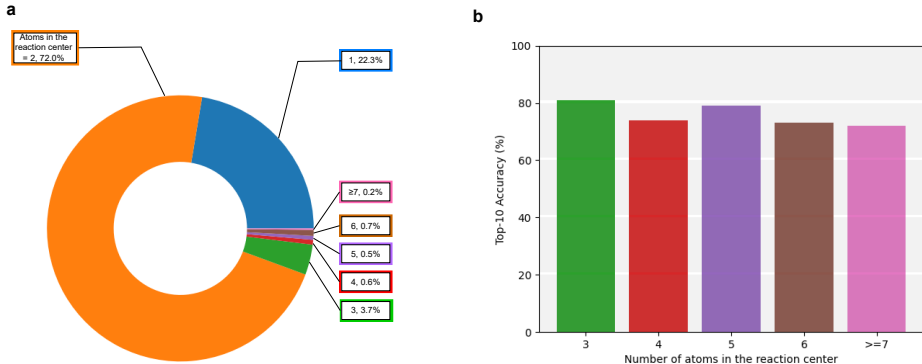 a
Atoms in the
reaction center
= 2, 72.0%
1, 22.3%
≥7, 0.2%
6, 0.7%
5, 0.5%
4, 0.6%
3, 3.7%
b
Top-10 Accuracy (%)
100
80
60
40
20
0
3
4
5
6
>=7
Number of atoms in the reaction center